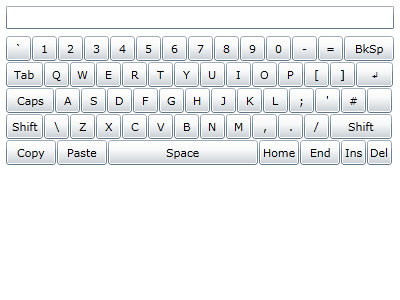 ` 1 2 3 4 5 6 7 8 9 0 - = BkSp
Tab Q W E R T Y U I O P [ ] ↲
Caps A S D F G H J K L ; ' #
Shift \ Z X C V B N M , . / Shift
Copy Paste Space Home End Ins Del